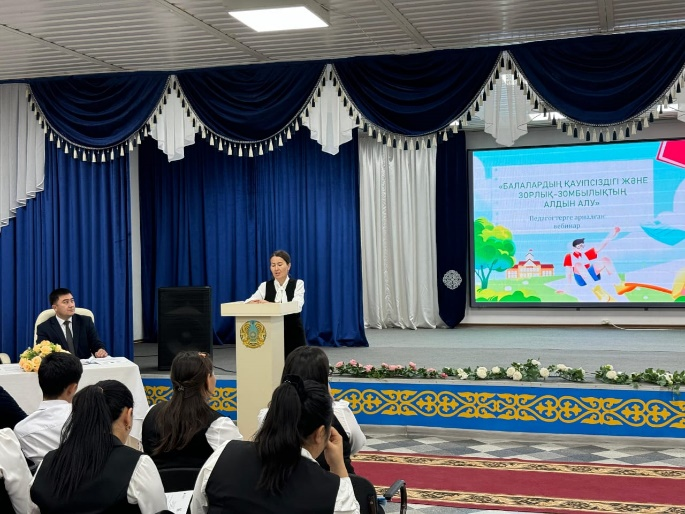 «БАЛАЛАРДЫҢ ҚАУІПСІЗДІГІ ЖӘНЕ
ЗОРЛЫҚ-ЗОМБЫЛЫҚТЫҢ
АЛДЫН АЛУ»
Педагогтерге арналған
вебинар